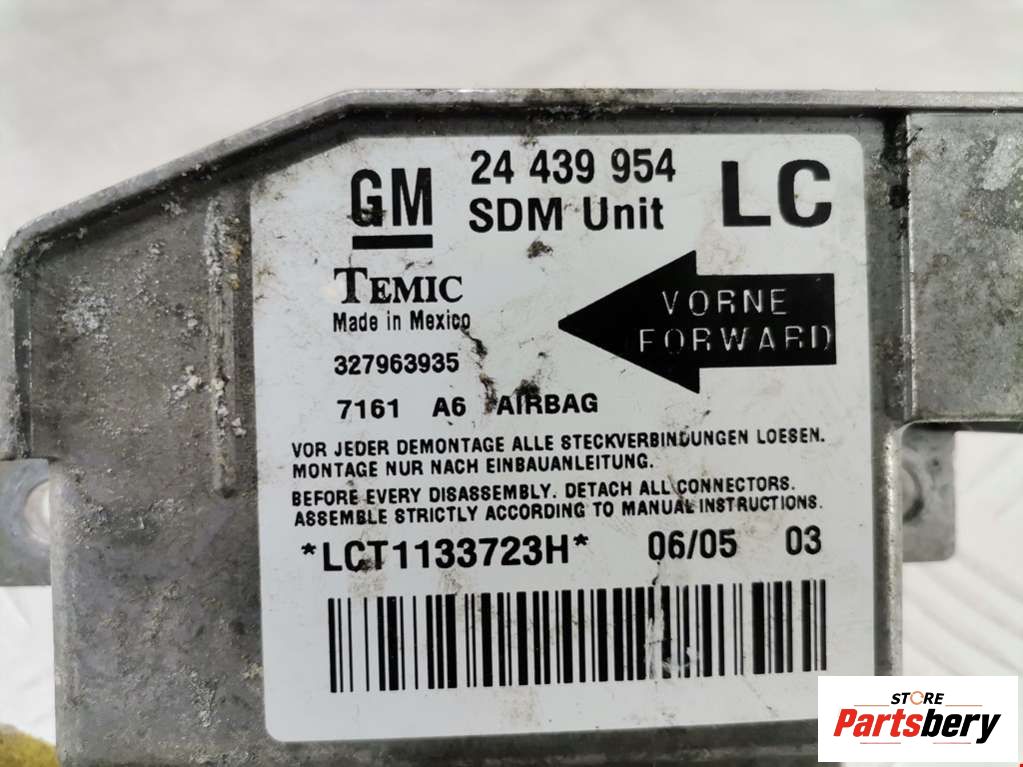 GM
24 439 954
LC
SDM Unit
TEMIC
Made in Mexico
VORNE
FORWARD
327963935
7161 A6 AIRBAG
VOR JEDER DEMONTAGE ALLE STECKVERBINDUNGEN LOESEN.
MONTAGE NUR NACH EINBAUANLEITUNG.
BEFORE EVERY DISASSEMBLY. DETACH ALL CONNECTORS.
ASSEMBLE STRICTLY ACCORDING TO MANUAL INSTRUCTIONS.
*LCT1133723H* 06/05 03
STORE
Partsbery